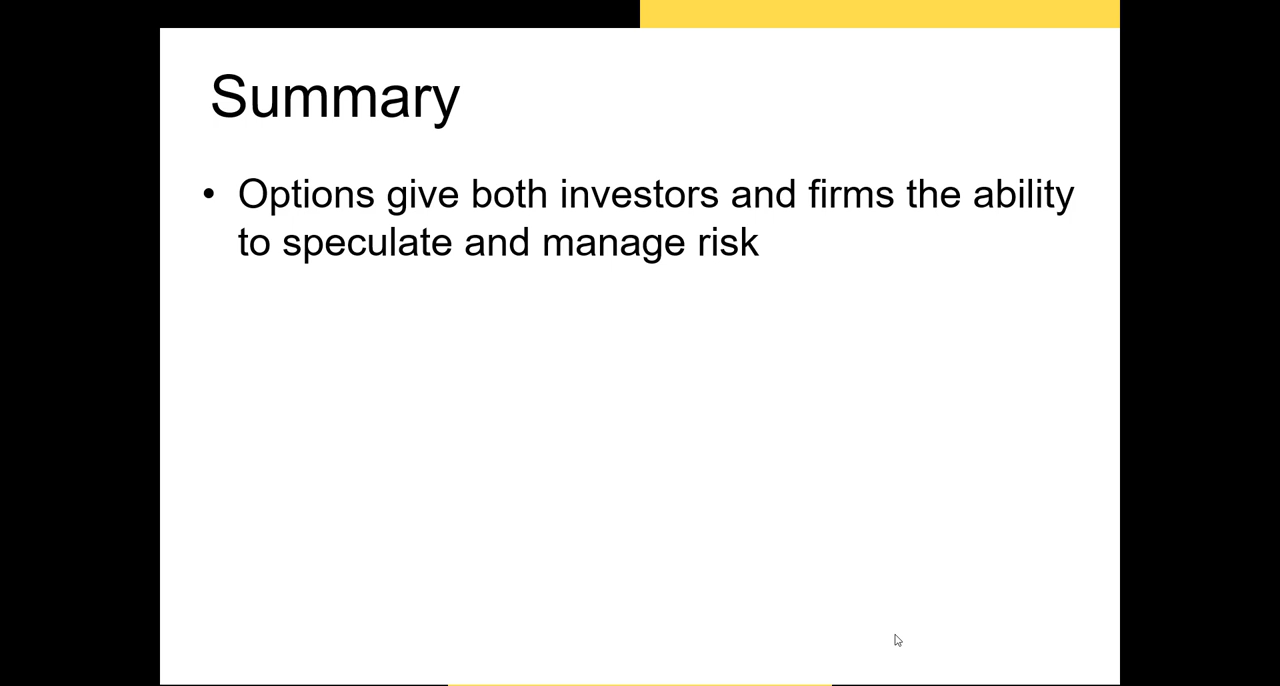 Summary
• Options give both investors and firms the ability
to speculate and manage risk